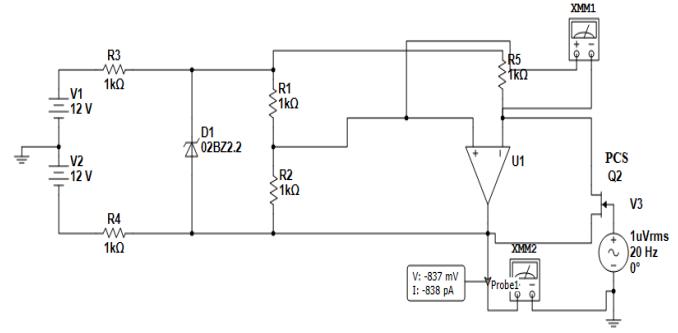 XMM1
R3
1kΩ
R5
1kΩ
V1
12 V
R1
1kΩ
D1
02BZ2.2
U1
PCS
Q2
V2
12 V
R2
1kΩ
V3
R4
1kΩ
1uVrms
20 Hz
0°
XMM2
V: -837 mV
I: -838 pA
Probe1